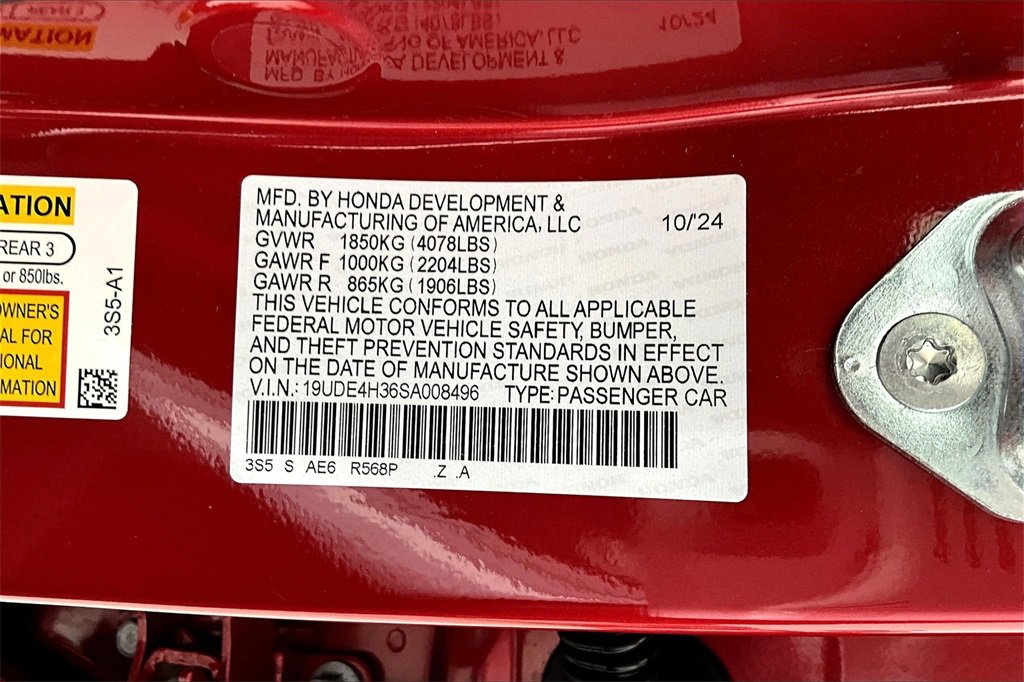 MFD. BY HONDA DEVELOPMENT &
MANUFACTURING OF AMERICA, LLC 10/'24
GVWR 1850KG (4078LBS)
GAWR F 1000KG (2204LBS)
GAWR R 865KG (1906LBS)
THIS VEHICLE CONFORMS TO ALL APPLICABLE
FEDERAL MOTOR VEHICLE SAFETY, BUMPER,
AND THEFT PREVENTION STANDARDS IN EFFECT
ON THE DATE OF MANUFACTURE SHOWN ABOVE.
V.I.N.: 19UDE4H36SA008496 TYPE:PASSENGER CAR
3S5 S AE6 R568P .Z .A
ATION
REAR 3
or 850lbs.
OWNER'S
AL FOR
IONAL
MATION
3S5-A1